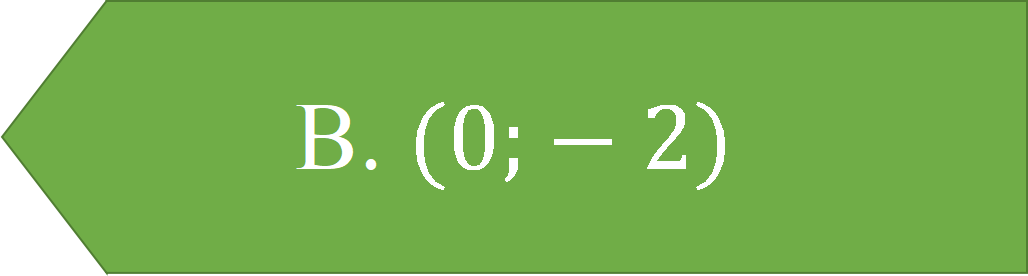 B. (0; − 2)